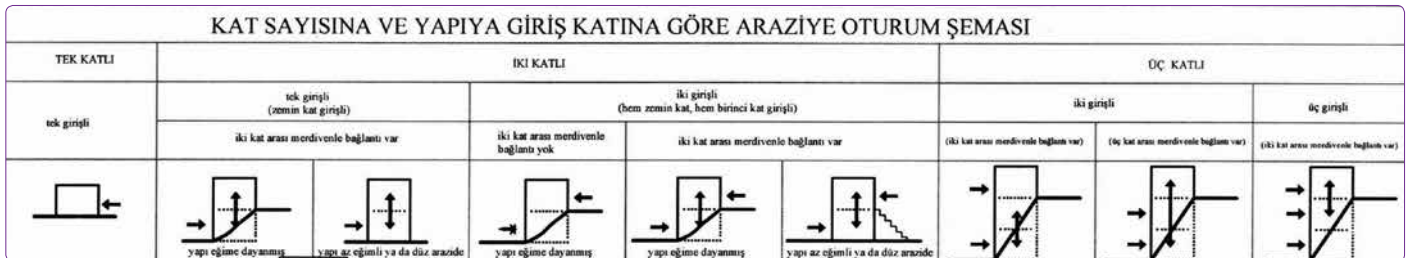 KAT SAYISINA VE YAPIYA GİRİŞ KATINA GÖRE ARAZİYE OTURUM ŞEMASI
TEK KATLI
İKİ KATLI
ÜÇ KATLI
tek girişli
tek girişli
(zemin kat girişli)
iki girişli
(hem zemin kat, hem birinci kat girişli)
iki girişli
üç girişli
iki kat arası merdivenle bağlantı var
iki kat arası merdivenle
bağlantı yok
iki kat arası merdivenle bağlantı var
(iki kat arası merdivenle bağlantı var)
(üç kat arası merdivenle bağlantı var)
(iki kat arası merdivenle bağlantı var)
yapı eğime dayanmış
yapı az eğimli ya da düz arazide
yapı eğime dayanmış
yapı eğime dayanmış
yapı az eğimli ya da düz arazide